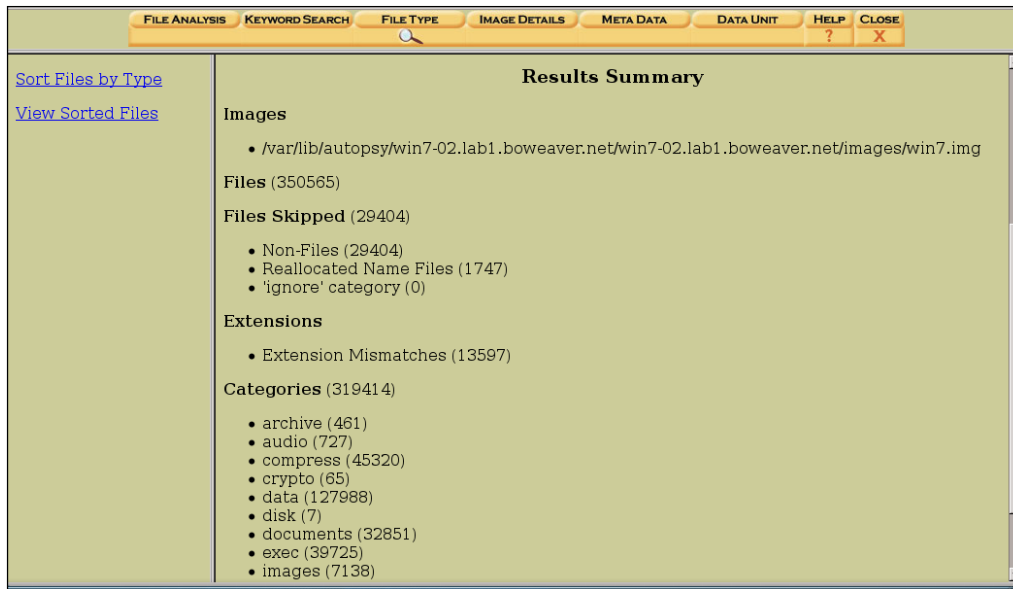 FILE ANALYSIS KEYWORD SEARCH FILE TYPE IMAGE DETAILS META DATA DATA UNIT HELP CLOSE
? X
Sort Files by Type
View Sorted Files
Results Summary
Images
• /var/lib/autopsy/win7-02.lab1.boweaver.net/win7-02.lab1.boweaver.net/images/win7.img
Files (350565)
Files Skipped (29404)
• Non-Files (29404)
• Reallocated Name Files (1747)
• 'ignore' category (0)
Extensions
• Extension Mismatches (13597)
Categories (319414)
• archive (461)
• audio (727)
• compress (45320)
• crypto (65)
• data (127988)
• disk (7)
• documents (32851)
• exec (39725)
• images (7138)